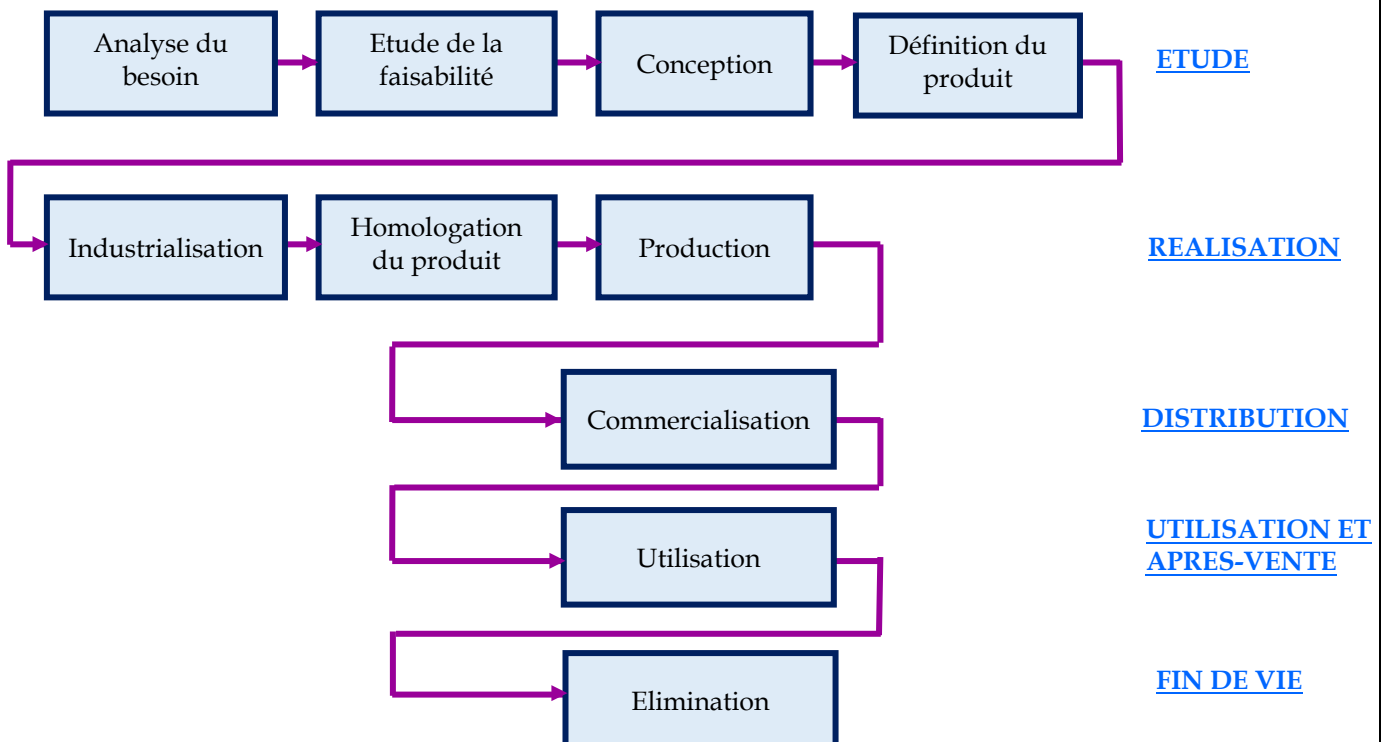 Analyse du
besoin
Etude de la
faisabilité
Conception
Définition du
produit
ETUDE
Industrialisation
Homologation
du produit
Production
REALISATION
Commercialisation
DISTRIBUTION
Utilisation
UTILISATION ET
APRES-VENTE
Elimination
FIN DE VIE